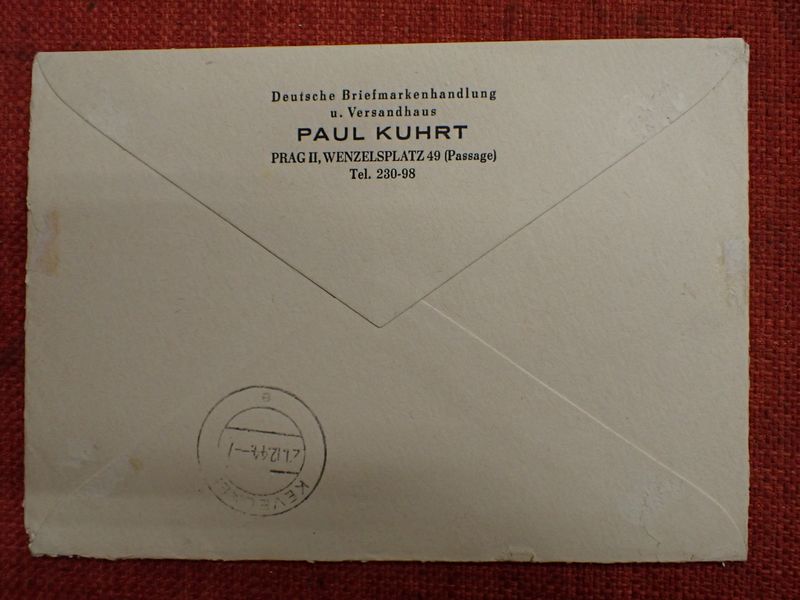 Deutsche Briefmarkenhandlung
u. Versandhaus
PAUL KUHRT
PRAG II, WENZELSPLATZ 49 (Passage)
Tel. 230-98
e